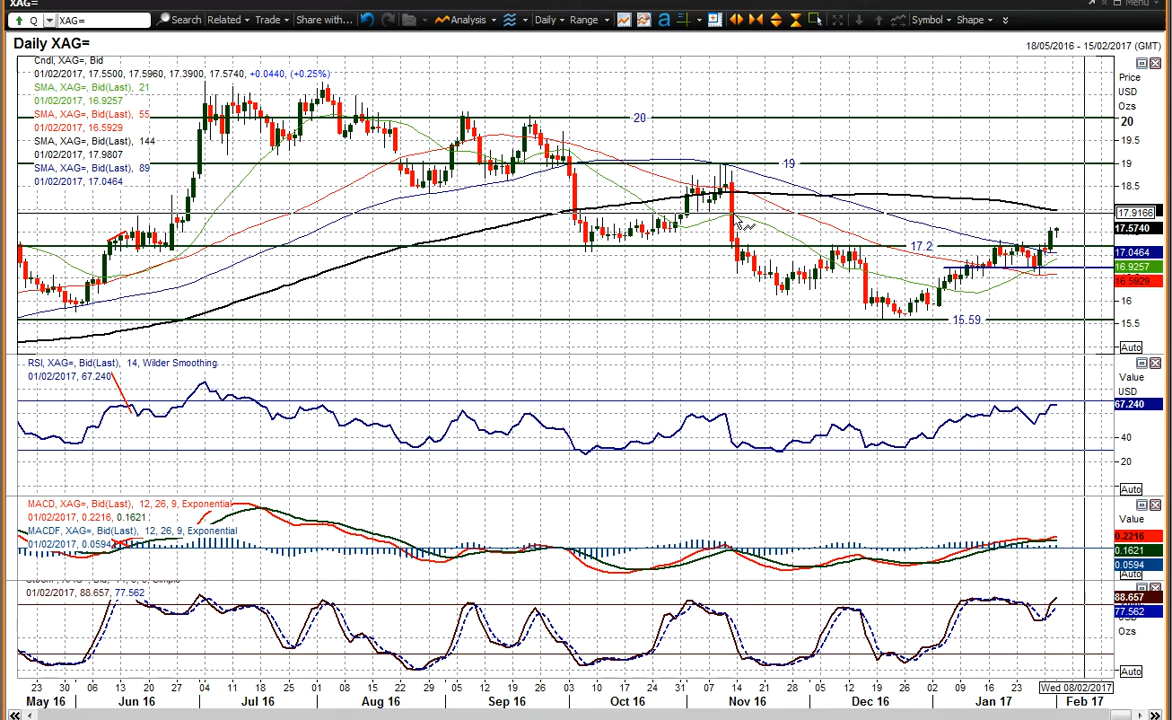 XAG=
Menu
Q XAG= Search Related Trade Share with... Analysis Daily Range a Symbol Shape
Daily XAG=
18/05/2016 - 15/02/2017 (GMT)
Cndl, XAG=, Bid
01/02/2017, 17.5500, 17.5960, 17.3900, 17.5740, +0.0440, (+0.25%)
SMA, XAG=, Bid(Last), 21
01/02/2017, 16.9257
SMA, XAG=, Bid(Last), 55
01/02/2017, 16.5929
SMA, XAG=, Bid(Last), 144
01/02/2017, 17.9807
SMA, XAG=, Bid(Last), 89
01/02/2017, 17.0464
Price
USD
Ozs
20
19.5
19
18.5
17.9166
17.5740
17.0464
16.9257
16.5929
16
15.5
Auto
20
19
17.2
15.59
RSI, XAG=, Bid(Last), 14, Wilder Smoothing
01/02/2017, 67.240
Value
USD
67.240
40
20
Auto
MACD, XAG=, Bid(Last), 12, 26, 9, Exponential
01/02/2017, 0.2216, 0.1621
MACDF, XAG=, Bid(Last), 12, 26, 9, Exponential
01/02/2017, 0.0594
Value
0.2216
0.1621
0.0594
Auto
01/02/2017, 88.657, 77.562
88.657
77.562
Ozs
Auto
23 30 06 13 20 27 04 11 18 25 01 08 15 22 29 05 12 19 26 03 10 17 24 31 07 14 21 28 05 12 19 26 02 09 16 23 Wed 08/02/2017
May 16 Jun 16 Jul 16 Aug 16 Sep 16 Oct 16 Nov 16 Dec 16 Jan 17 Feb 17